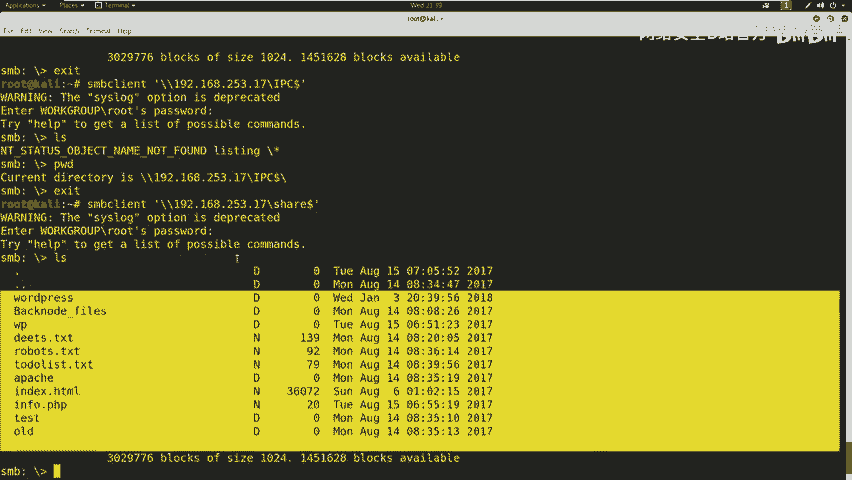 Applications Places Terminal Wed 21:39 1
root@kali: ~
File Edit View Search Terminal Help
3029776 blocks of size 1024. 1451628 blocks available
smb: \> exit
root@kali:~# smbclient '\\192.168.253.17\IPC$'
WARNING: The "syslog" option is deprecated
Enter WORKGROUP\root's password:
Try "help" to get a list of possible commands.
smb: \> ls
NT_STATUS_OBJECT_NAME_NOT_FOUND listing \*
smb: \> pwd
Current directory is \\192.168.253.17\IPC$\
smb: \> exit
root@kali:~# smbclient '\\192.168.253.17\share$'
WARNING: The "syslog" option is deprecated
Enter WORKGROUP\root's password:
Try "help" to get a list of possible commands.
smb: \> ls
. D 0 Tue Aug 15 07:05:52 2017
.. D 0 Mon Aug 14 08:34:47 2017
wordpress D 0 Wed Jan 3 20:39:56 2018
Backnode_files D 0 Mon Aug 14 08:08:26 2017
wp D 0 Tue Aug 15 06:51:23 2017
deets.txt N 139 Mon Aug 14 08:20:05 2017
robots.txt N 92 Mon Aug 14 08:36:14 2017
todolist.txt N 79 Mon Aug 14 08:39:56 2017
apache D 0 Mon Aug 14 08:35:19 2017
index.html N 36072 Sun Aug 6 01:02:15 2017
info.php N 20 Tue Aug 15 06:55:19 2017
test D 0 Mon Aug 14 08:35:10 2017
old D 0 Mon Aug 14 08:35:13 2017
3029776 blocks of size 1024. 1451628 blocks available
smb: \>